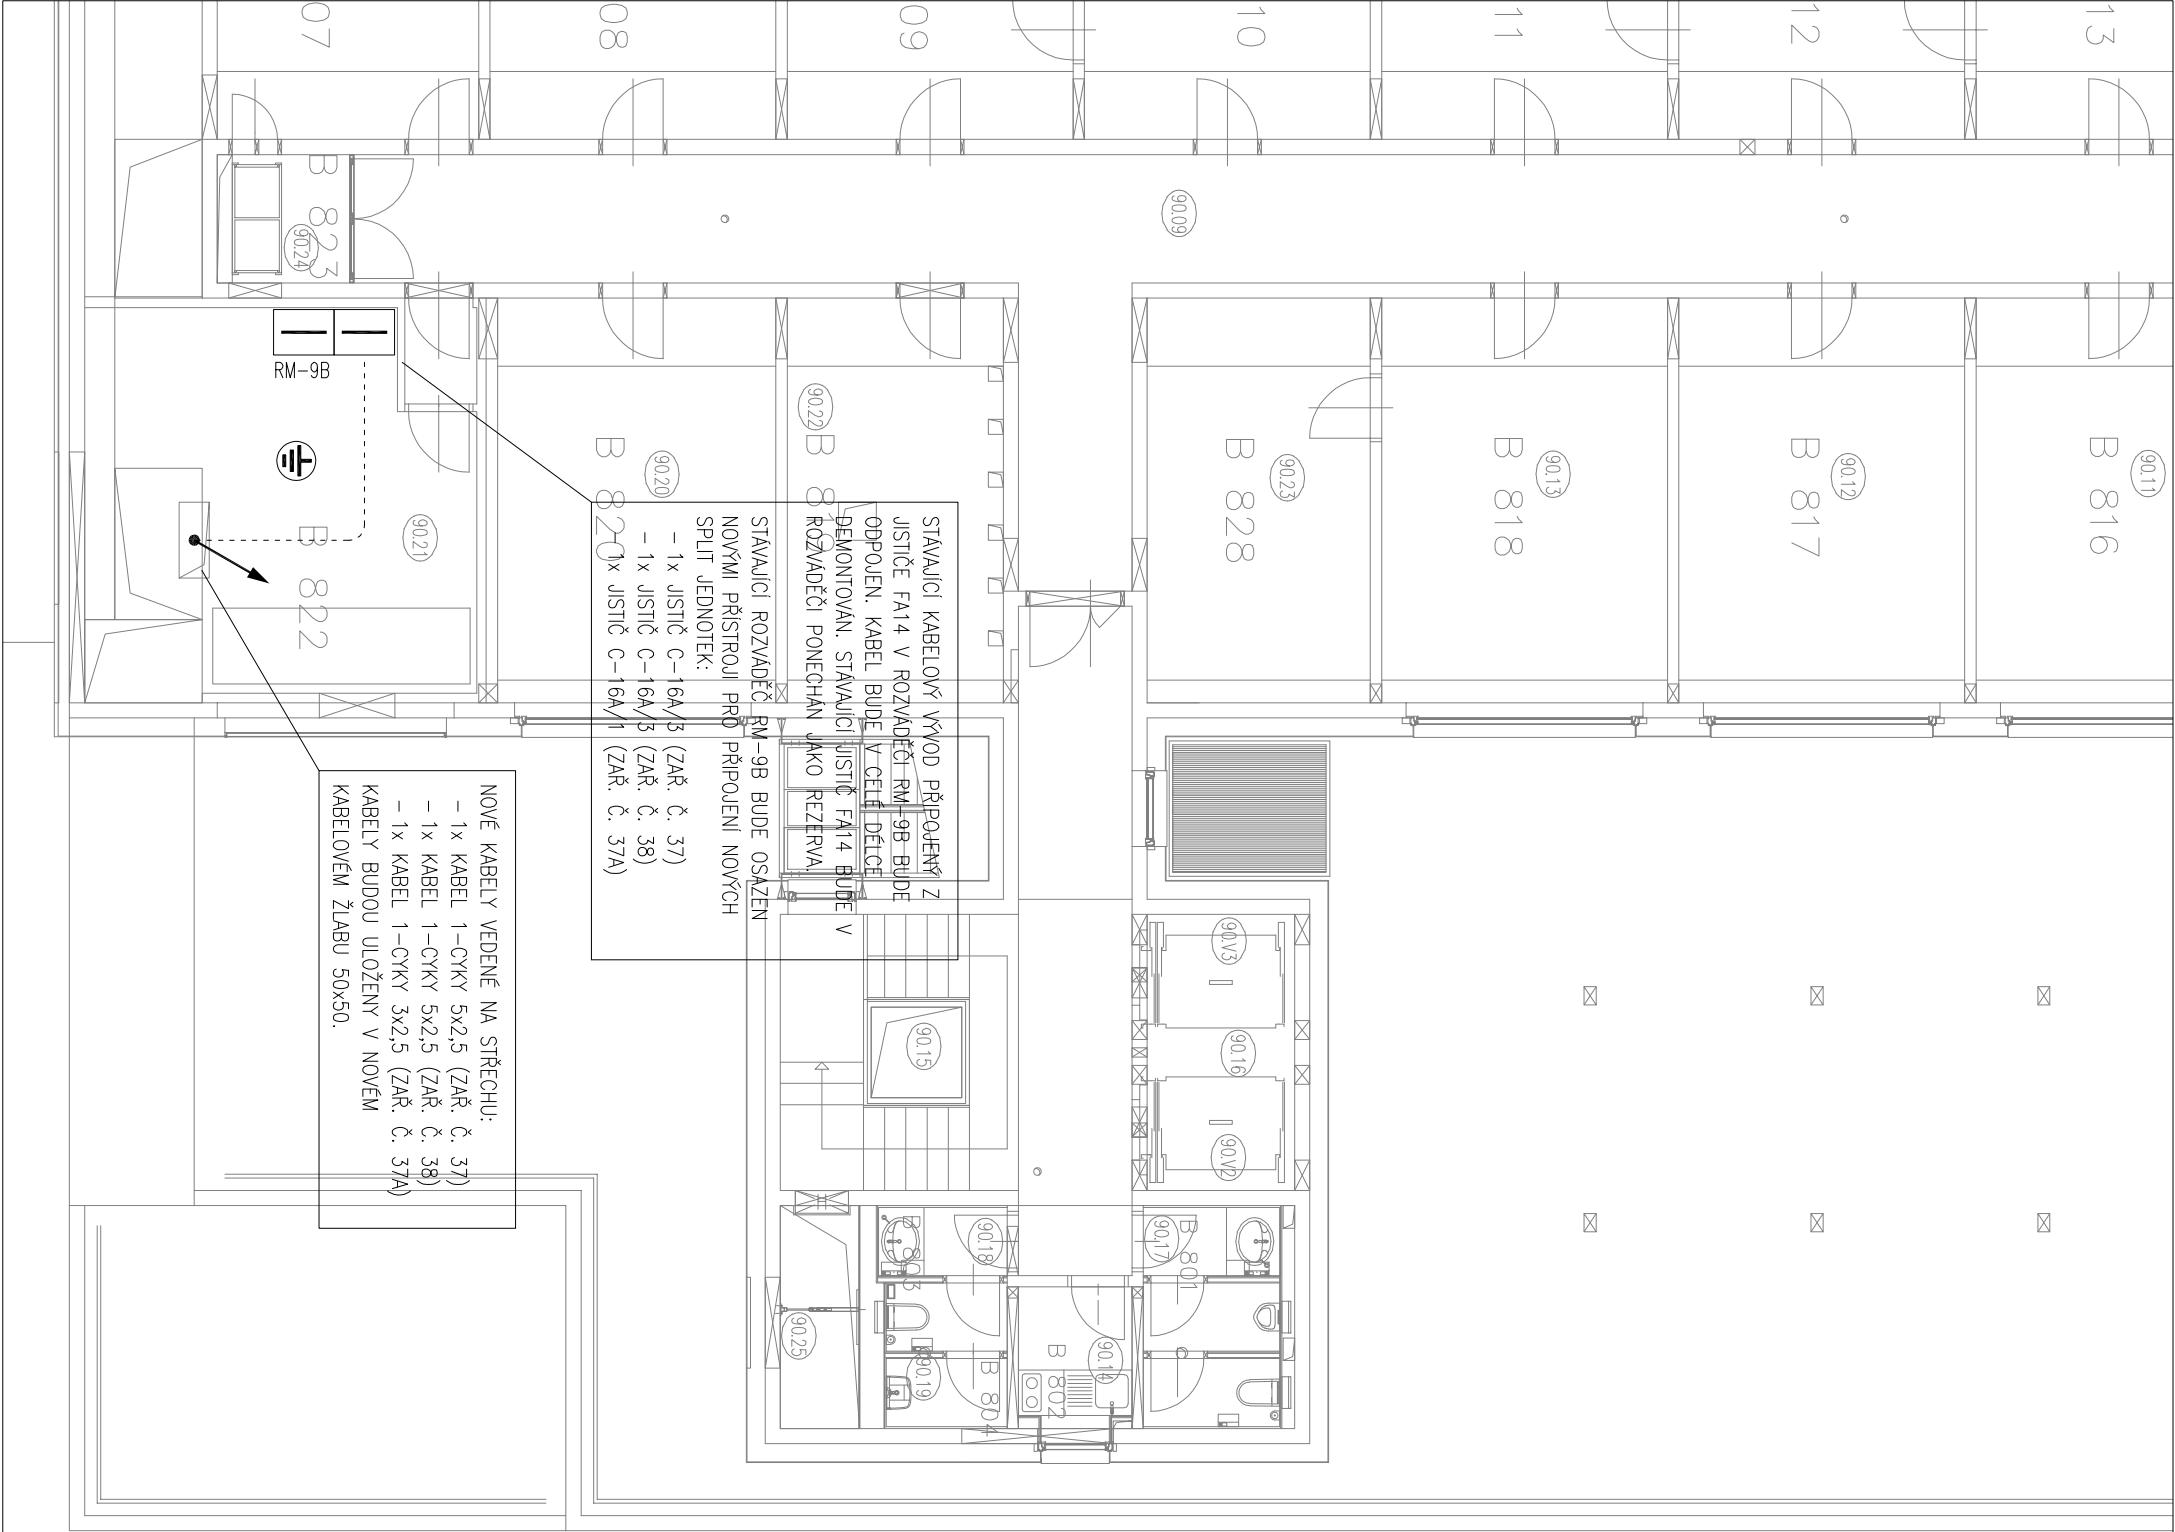 07
08
09
10
11
12
13
B 823
90.24
90.09
RM-9B
B 822
90.21
B 820
90.20
B 819
90.22
B 828
90.23
B 818
90.13
B 817
90.12
B 816
90.11
STÁVAJÍCÍ KABELOVÝ VÝVOD PŘIPOJENÝ Z
JISTIČE FA14 V ROZVÁDĚČI RM-9B BUDE
ODPOJEN. KABEL BUDE V CELÉ DÉLCE
DEMONTOVÁN. STÁVAJÍCÍ JISTIČ FA14 BUDE V
ROZVÁDĚČI PONECHÁN JAKO REZERVA.
STÁVAJÍCÍ ROZVÁDĚČ RM-9B BUDE OSAZEN
NOVÝMI PŘÍSTROJI PRO PŘIPOJENÍ NOVÝCH
SPLIT JEDNOTEK:
- 1x JISTIČ C-16A/3 (ZAŘ. Č. 37)
- 1x JISTIČ C-16A/3 (ZAŘ. Č. 38)
- 1x JISTIČ C-16A/1 (ZAŘ. Č. 37A)
NOVÉ KABELY VEDENÉ NA STŘECHU:
- 1x KABEL 1-CYKY 5x2,5 (ZAŘ. Č. 37)
- 1x KABEL 1-CYKY 5x2,5 (ZAŘ. Č. 38)
- 1x KABEL 1-CYKY 3x2,5 (ZAŘ. Č. 37A)
KABELY BUDOU ULOŽENY V NOVÉM
KABELOVÉM ŽLABU 50x50.
90.V3
90.16
90.V2
90.15
90.17
B 801
90.18
B 803
90.14
B 802
90.19
B 804
90.25